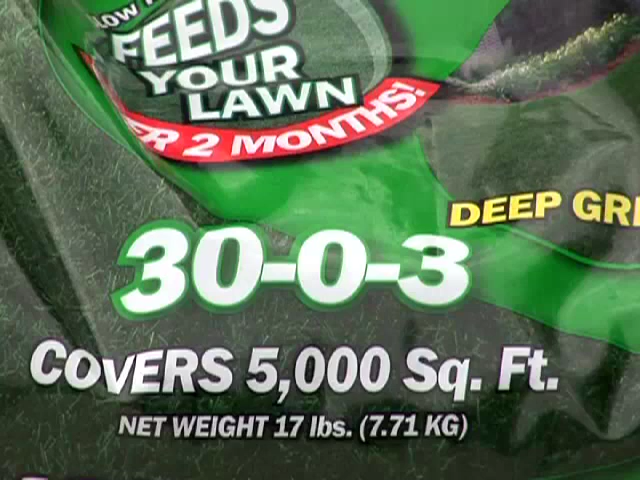 FEEDS
YOUR
LAWN
2 MONTHS!
DEEP
30-0-3
COVERS 5,000 Sq. Ft.
NET WEIGHT 17 lbs. (7.71 KG)